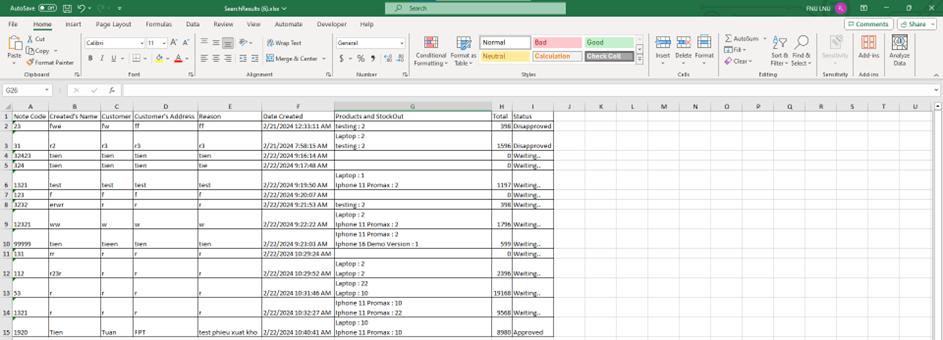 AutoSave Off SearchResults (6).xlsx Search FNU LNU
File Home Insert Page Layout Formulas Data Review View Automate Developer Help Comments Share
Paste Cut Copy Format Painter Clipboard
Calibri 11 A A B I U Font
Wrap Text Merge & Center Alignment
General $ % Number
Conditional Formatting Format as Table Normal Bad Good Neutral Calculation Check Cell Styles
Insert Delete Format Cells
AutoSum Fill Clear Sort & Filter Find & Select Editing
Sensitivity Sensitivity
Add-ins Add-ins
Analyze Data
G26 fx
A B C D E F G H I J K L M N O P Q R S T U
1 Note Code Created's Name Customer Customer's Address Reason Date Created Products and StockOut Total Status
2 23 fwe fw ff ff 2/21/2024 12:33:11 AM testing : 2 398 Disapproved
Laptop : 2
3 31 r2 r3 r3 r3 2/21/2024 7:58:15 AM testing : 2 1596 Disapproved
4 32423 tien tien tien tien 2/22/2024 9:16:14 AM 0 Waiting..
5 324 tien tien tien tie 2/22/2024 9:17:48 AM 0 Waiting..
Laptop : 1
6 1321 test test test test 2/22/2024 9:19:50 AM Iphone 11 Promax : 2 1197 Waiting..
7 123 f f f f 2/22/2024 9:20:07 AM 0 Waiting..
8 3232 erwr r r r 2/22/2024 9:21:53 AM testing : 2 398 Waiting..
Laptop : 2
9 12321 ww w w w 2/22/2024 9:22:22 AM Iphone 11 Promax : 2 1796 Waiting..
Iphone 11 Promax : 2
10 99999 tien tieen tien tien 2/22/2024 9:23:03 AM Iphone 16 Demo Version : 1 599 Waiting..
11 131 rr r r r 2/22/2024 10:29:24 AM 0 Waiting..
Laptop : 2
12 112 r23r r r r 2/22/2024 10:29:52 AM Laptop : 2 2396 Waiting..
Laptop : 22
13 53 r r r r 2/22/2024 10:31:46 AM Laptop : 10 19168 Waiting..
Iphone 11 Promax : 10
14 1321 r r r r 2/22/2024 10:32:27 AM Iphone 11 Promax : 22 9568 Waiting..
Laptop : 10
15 1920 Tien Tuan FPT test phieu xuat kho 2/22/2024 10:40:41 AM Iphone 11 Promax : 10 8980 Approved